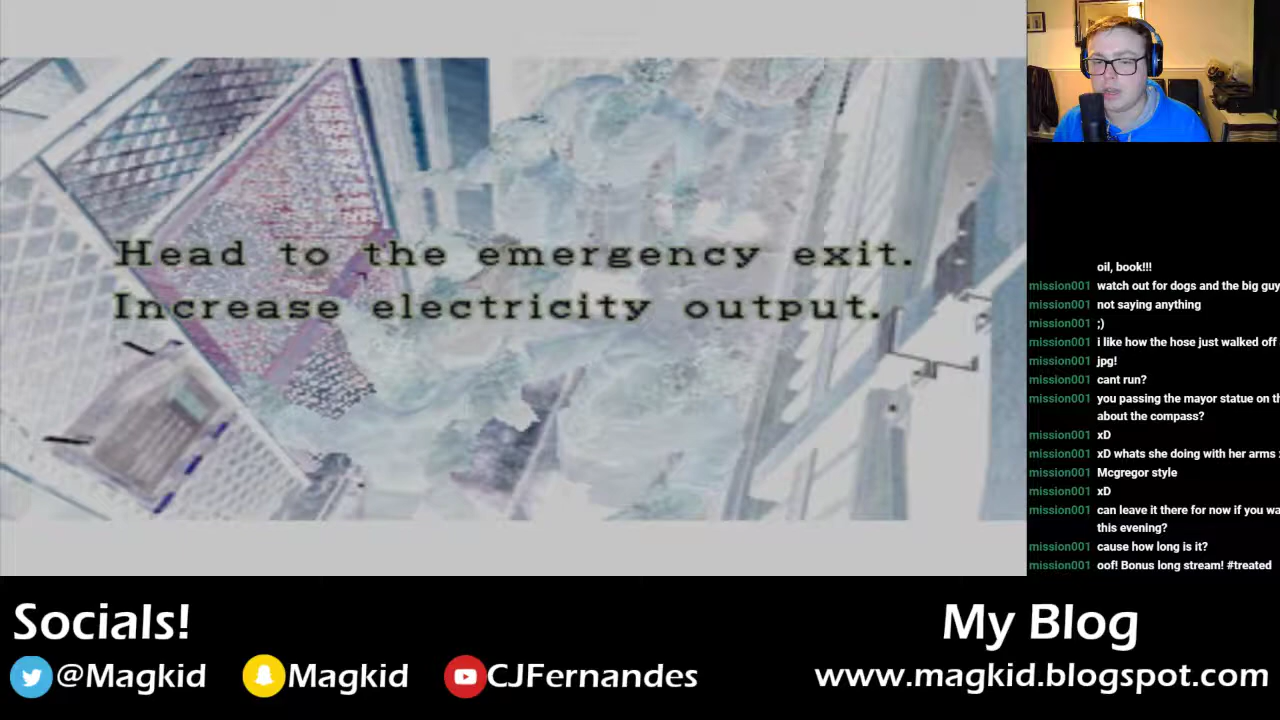 Head to the emergency exit.
Increase electricity output.
oil, book!!!
mission001 watch out for dogs and the big guy
mission001 not saying anything
mission001 ;)
mission001 i like how the hose just walked off
mission001 jpg!
mission001 cant run?
mission001 you passing the mayor statue on th
about the compass?
mission001 xD
mission001 xD whats she doing with her arms
mission001 Mcgregor style
mission001 xD
mission001 can leave it there for now if you wa
this evening?
mission001 cause how long is it?
mission001 oof! Bonus long stream! #treated
Socials!
@Magkid Magkid CJFernandes
My Blog
www.magkid.blogspot.com